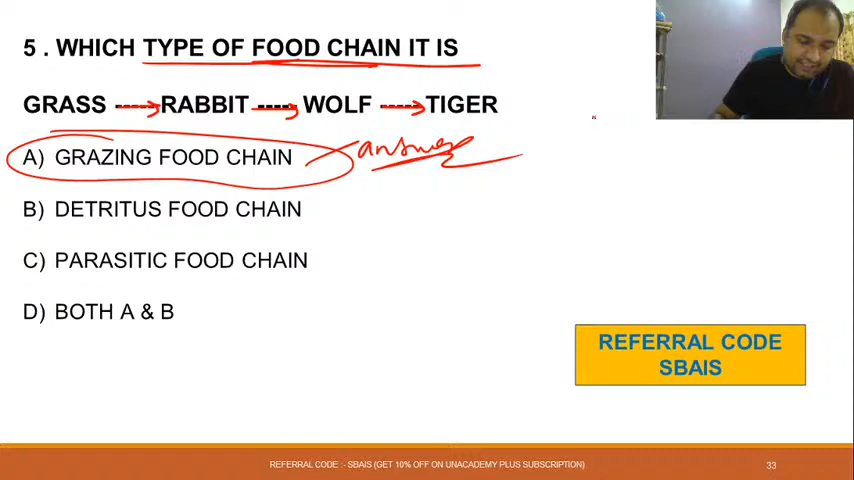 5 . WHICH TYPE OF FOOD CHAIN IT IS
GRASS -----→RABBIT ----→ WOLF -----→TIGER
A) GRAZING FOOD CHAIN answer
B) DETRITUS FOOD CHAIN
C) PARASITIC FOOD CHAIN
D) BOTH A & B
REFERRAL CODE
SBAIS
REFERRAL CODE :- SBAIS (GET 10% OFF ON UNACADEMY PLUS SUBSCRIPTION)
33